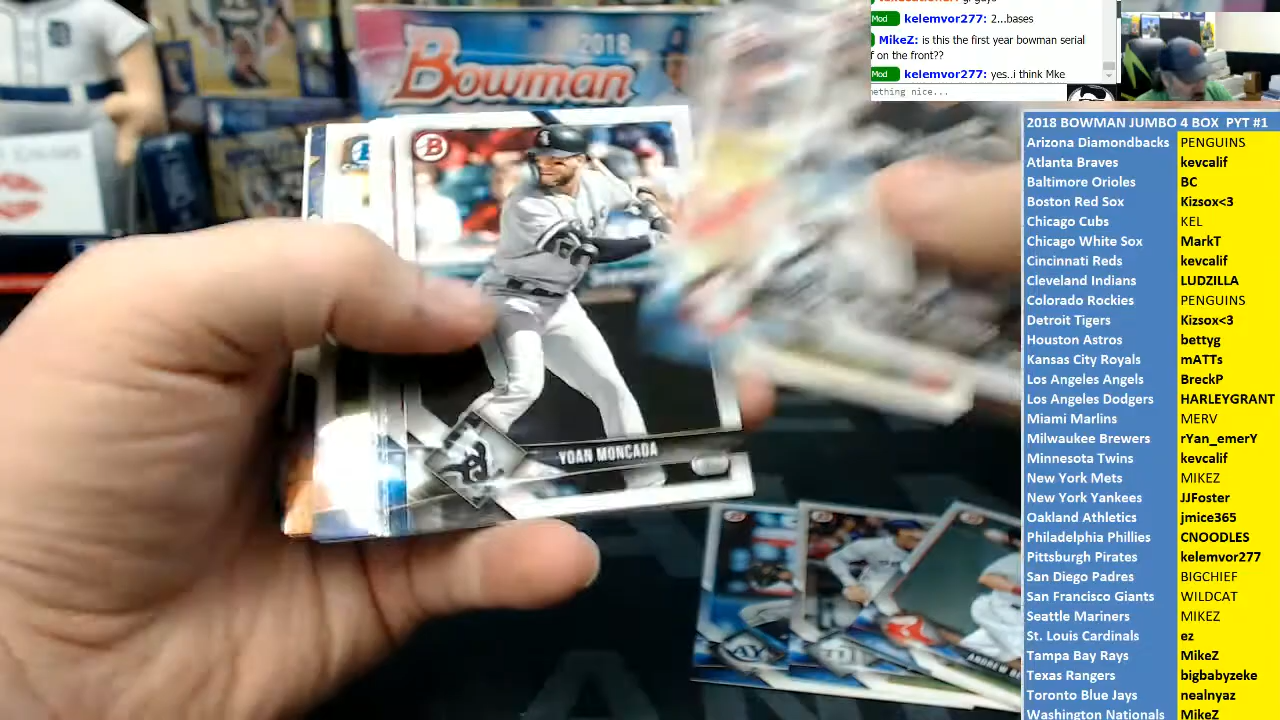 2018
Bowman
Mod kelemvor277: 2...bases
MikeZ: is this the first year bowman serial
f on the front??
Mod kelemvor277: yes..i think Mke
ething nice...
YOAN MONCADA
ANDREW
2018 BOWMAN JUMBO 4 BOX PYT #1
Arizona Diamondbacks PENGUINS
Atlanta Braves kevcalif
Baltimore Orioles BC
Boston Red Sox Kizsox<3
Chicago Cubs KEL
Chicago White Sox MarkT
Cincinnati Reds kevcalif
Cleveland Indians LUDZILLA
Colorado Rockies PENGUINS
Detroit Tigers Kizsox<3
Houston Astros bettyg
Kansas City Royals mATTs
Los Angeles Angels BreckP
Los Angeles Dodgers HARLEYGRANT
Miami Marlins MERV
Milwaukee Brewers rYan_emerY
Minnesota Twins kevcalif
New York Mets MIKEZ
New York Yankees JJFoster
Oakland Athletics jmice365
Philadelphia Phillies CNOODLES
Pittsburgh Pirates kelemvor277
San Diego Padres BIGCHIEF
San Francisco Giants WILDCAT
Seattle Mariners MIKEZ
St. Louis Cardinals ez
Tampa Bay Rays MikeZ
Texas Rangers bigbabyzeke
Toronto Blue Jays nealnyaz
Washington Nationals MikeZ